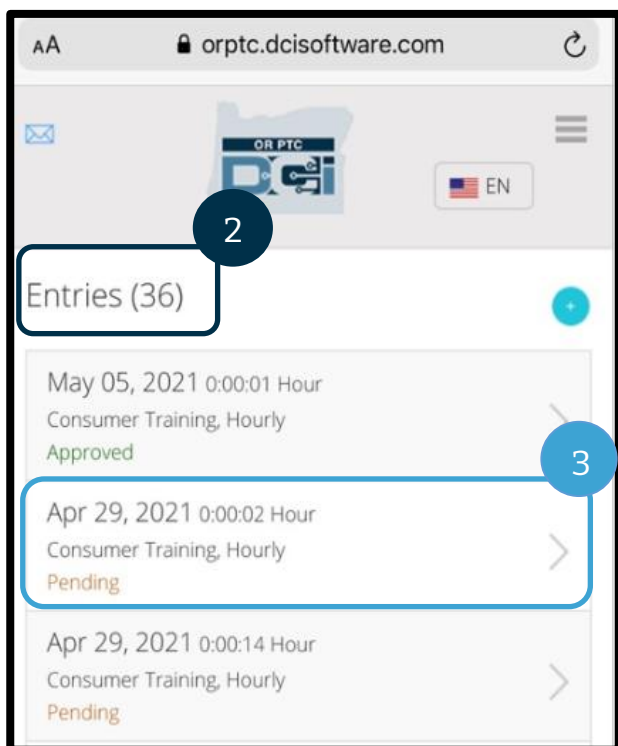 AA orptc.dcisoftware.com
OR PTC
DCi
EN
2
Entries (36)
+
May 05, 2021 0:00:01 Hour
Consumer Training, Hourly
Approved
3
Apr 29, 2021 0:00:02 Hour
Consumer Training, Hourly
Pending
Apr 29, 2021 0:00:14 Hour
Consumer Training, Hourly
Pending